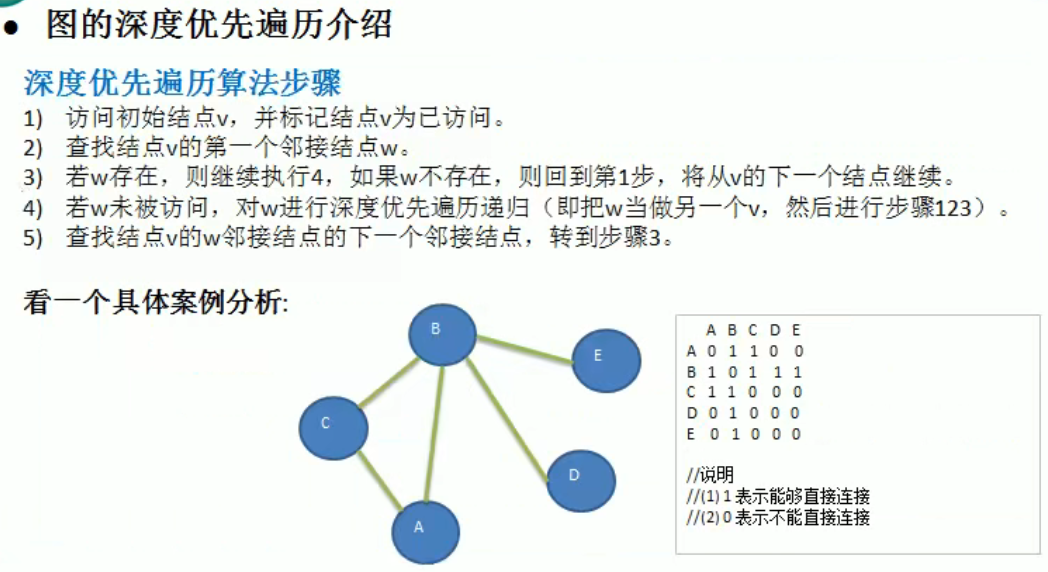 ● 图的深度优先遍历介绍
深度优先遍历算法步骤
1) 访问初始结点v，并标记结点v为已访问。
2) 查找结点v的第一个邻接结点w。
3) 若w存在，则继续执行4，如果w不存在，则回到第1步，将从v的下一个结点继续。
4) 若w未被访问，对w进行深度优先遍历递归（即把w当做另一个v，然后进行步骤123）。
5) 查找结点v的w邻接结点的下一个邻接结点，转到步骤3。
看一个具体案例分析:
B
E
C
D
A
A B C D E
A 0 1 1 0 0
B 1 0 1 1 1
C 1 1 0 0 0
D 0 1 0 0 0
E 0 1 0 0 0
//说明
//(1) 1 表示能够直接连接
//(2) 0 表示不能直接连接